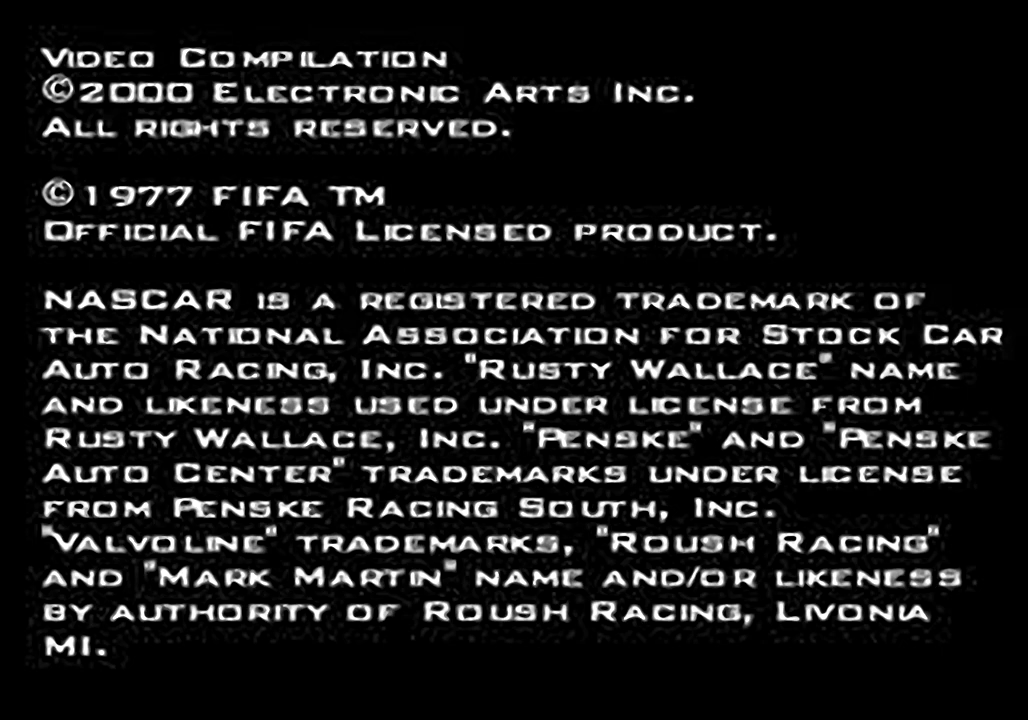 Video Compilation
©2000 Electronic Arts Inc.
All rights reserved.
©1977 FIFA TM
Official FIFA Licensed product.
NASCAR is a registered trademark of
the National Association for Stock Car
Auto Racing, Inc. "Rusty Wallace" name
and likeness used under license from
Rusty Wallace, Inc. "Penske" and "Penske
Auto Center" trademarks under license
from Penske Racing South, Inc.
"Valvoline" trademarks, "Roush Racing"
and "Mark Martin" name and/or likeness
by authority of Roush Racing, Livonia
MI.